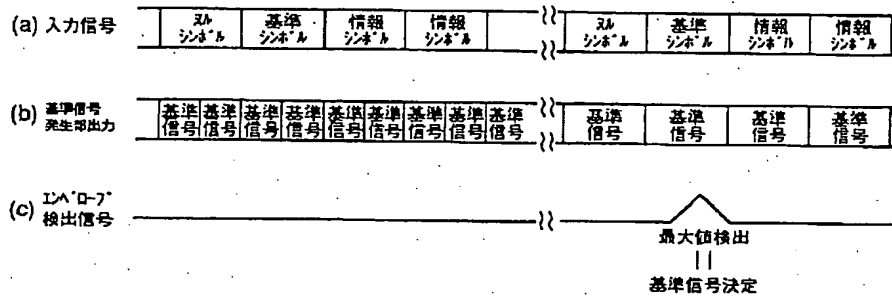 (a) 入力信号
ヌル シンボル
基準 シンボル
情報 シンボル
情報 シンボル
ヌル シンボル
基準 シンボル
情報 シンボル
情報 シンボル
(b) 基準信号
発生部出力
基準 基準 基準 基準 基準 基準 基準 基準 基準
信号 信号 信号 信号 信号 信号 信号 信号 信号
基準 基準 基準 基準
信号 信号 信号 信号
(c) エンベロープ
検出信号
最大値検出
基準信号決定